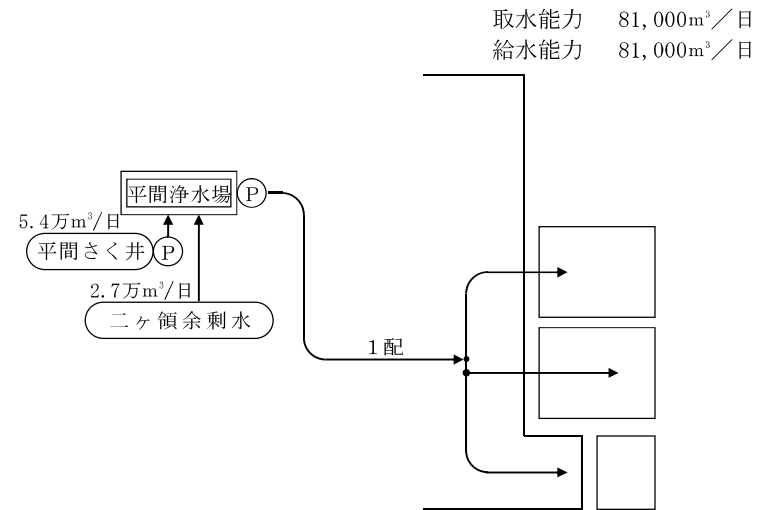 取水能力 81,000m³／日
給水能力 81,000m³／日
平間浄水場 P
5.4万m³/日
平間さく井 P
2.7万m³/日
二ヶ領余剰水
1配